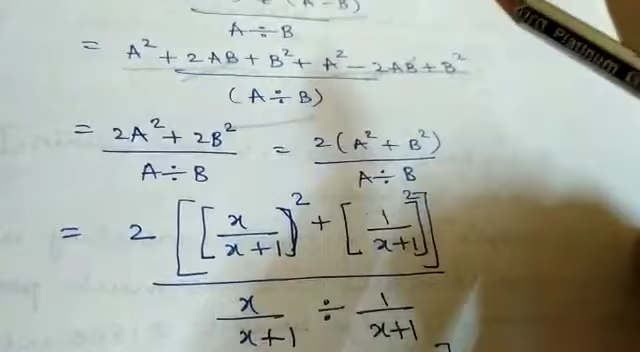 (A-B)
A ÷ B
= A² + 2AB + B² + A² - 2AB + B²
(A ÷ B)
= 2A² + 2B² = 2(A² + B²)
A ÷ B A ÷ B
= 2 [[x/x+1]² + [1/x+1]²]
x/x+1 ÷ 1/x+1
Platinum